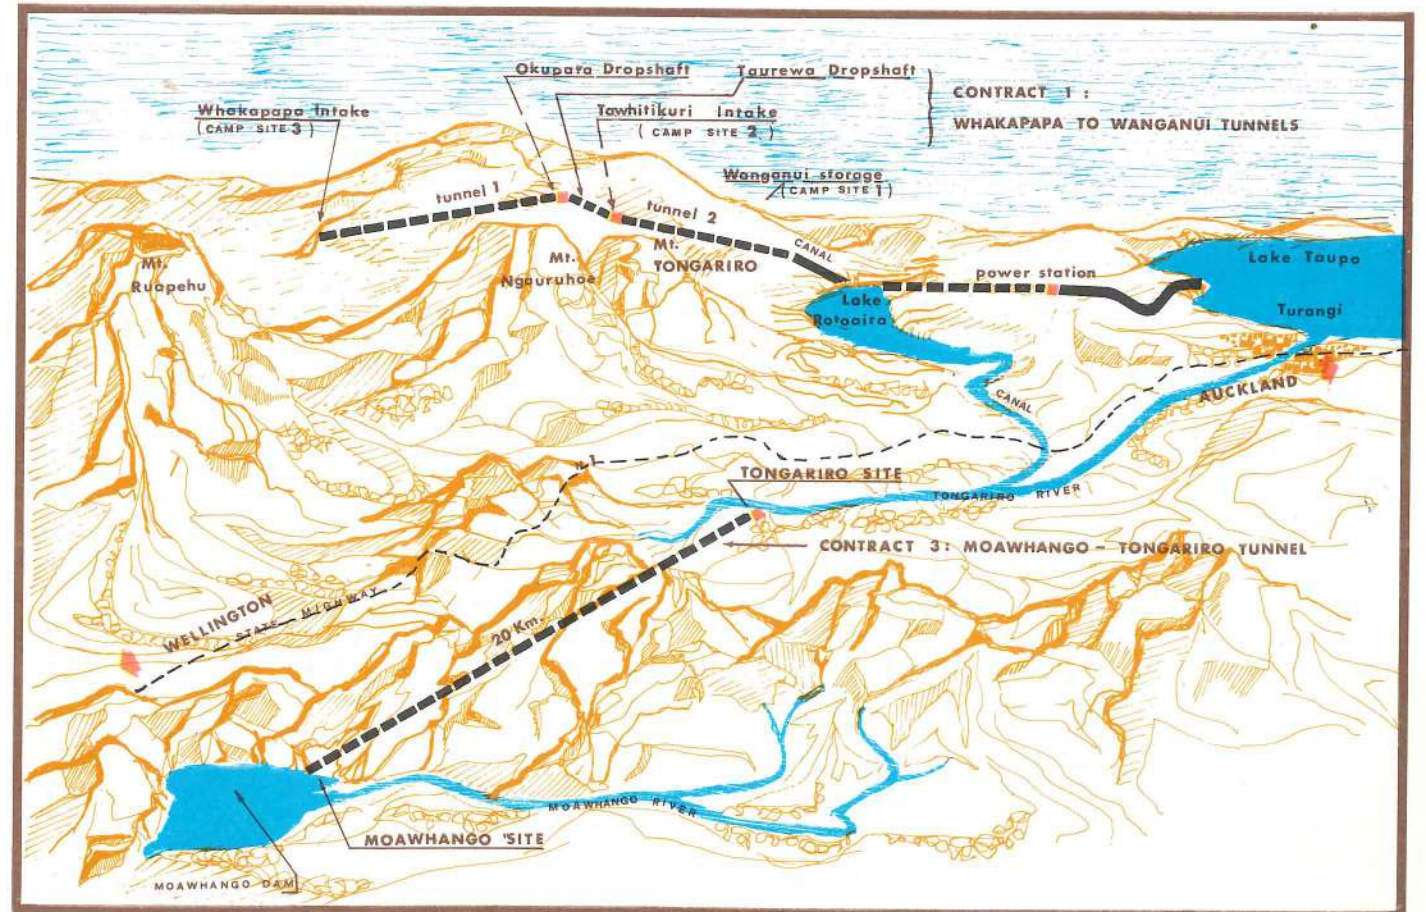 Okupata Dropshaft
Taurewa Dropshaft
CONTRACT 1 :
WHAKAPAPA TO WANGANUI TUNNELS
Whakapapa Intake
( CAMP SITE 3 )
Tawhitikuri Intake
( CAMP SITE 2 )
Wanganui storage
(CAMP SITE 1)
tunnel 1
tunnel 2
CANAL
Mt.
Ruapehu
Mt.
Ngauruhoe
Mt.
TONGARIRO
power station
Lake Taupo
Lake
Rotoaira
Turangi
AUCKLAND
CANAL
N.1
TONGARIRO SITE
TONGARIRO RIVER
CONTRACT 3: MOAWHANGO - TONGARIRO TUNNEL
WELLINGTON
STATE HIGHWAY
20 Km.
MOAWHANGO RIVER
MOAWHANGO SITE
MOAWHANGO DAM